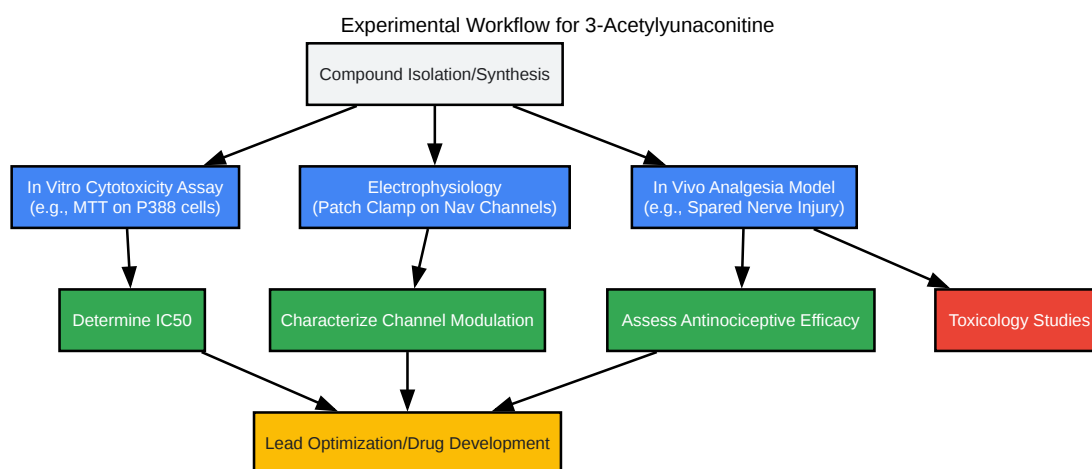 Experimental Workflow for 3-Acetylyunaconitine
Compound Isolation/Synthesis
In Vitro Cytotoxicity Assay
(e.g., MTT on P388 cells)
Electrophysiology
(Patch Clamp on Nav Channels)
In Vivo Analgesia Model
(e.g., Spared Nerve Injury)
Determine IC50
Characterize Channel Modulation
Assess Antinociceptive Efficacy
Toxicology Studies
Lead Optimization/Drug Development